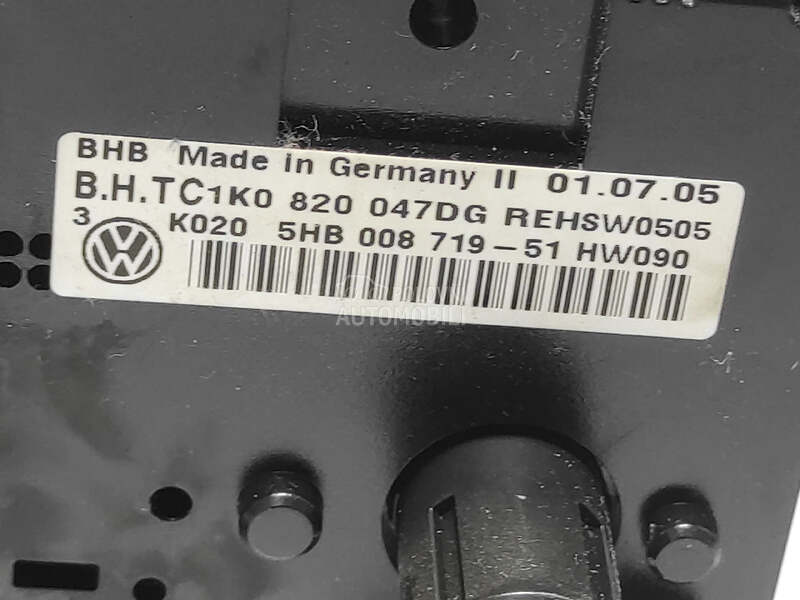 BHB Made in Germany II 01.07.05
B.H.TC1K0 820 047DG REHSW0505
3 K020 5HB 008 719-51 HW090
AUTOMOBILI